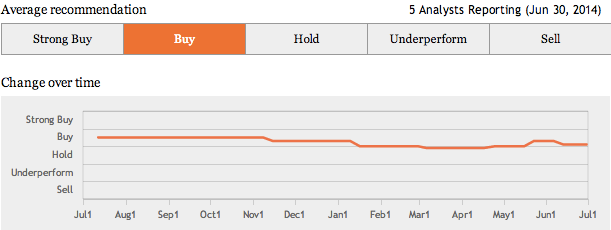 Average recommendation 5 Analysts Reporting (Jun 30, 2014)
Strong Buy Buy Hold Underperform Sell
Change over time
Strong Buy
Buy
Hold
Underperform
Sell
Jul1 Aug1 Sep1 Oct1 Nov1 Dec1 Jan1 Feb1 Mar1 Apr1 May1 Jun1 Jul1